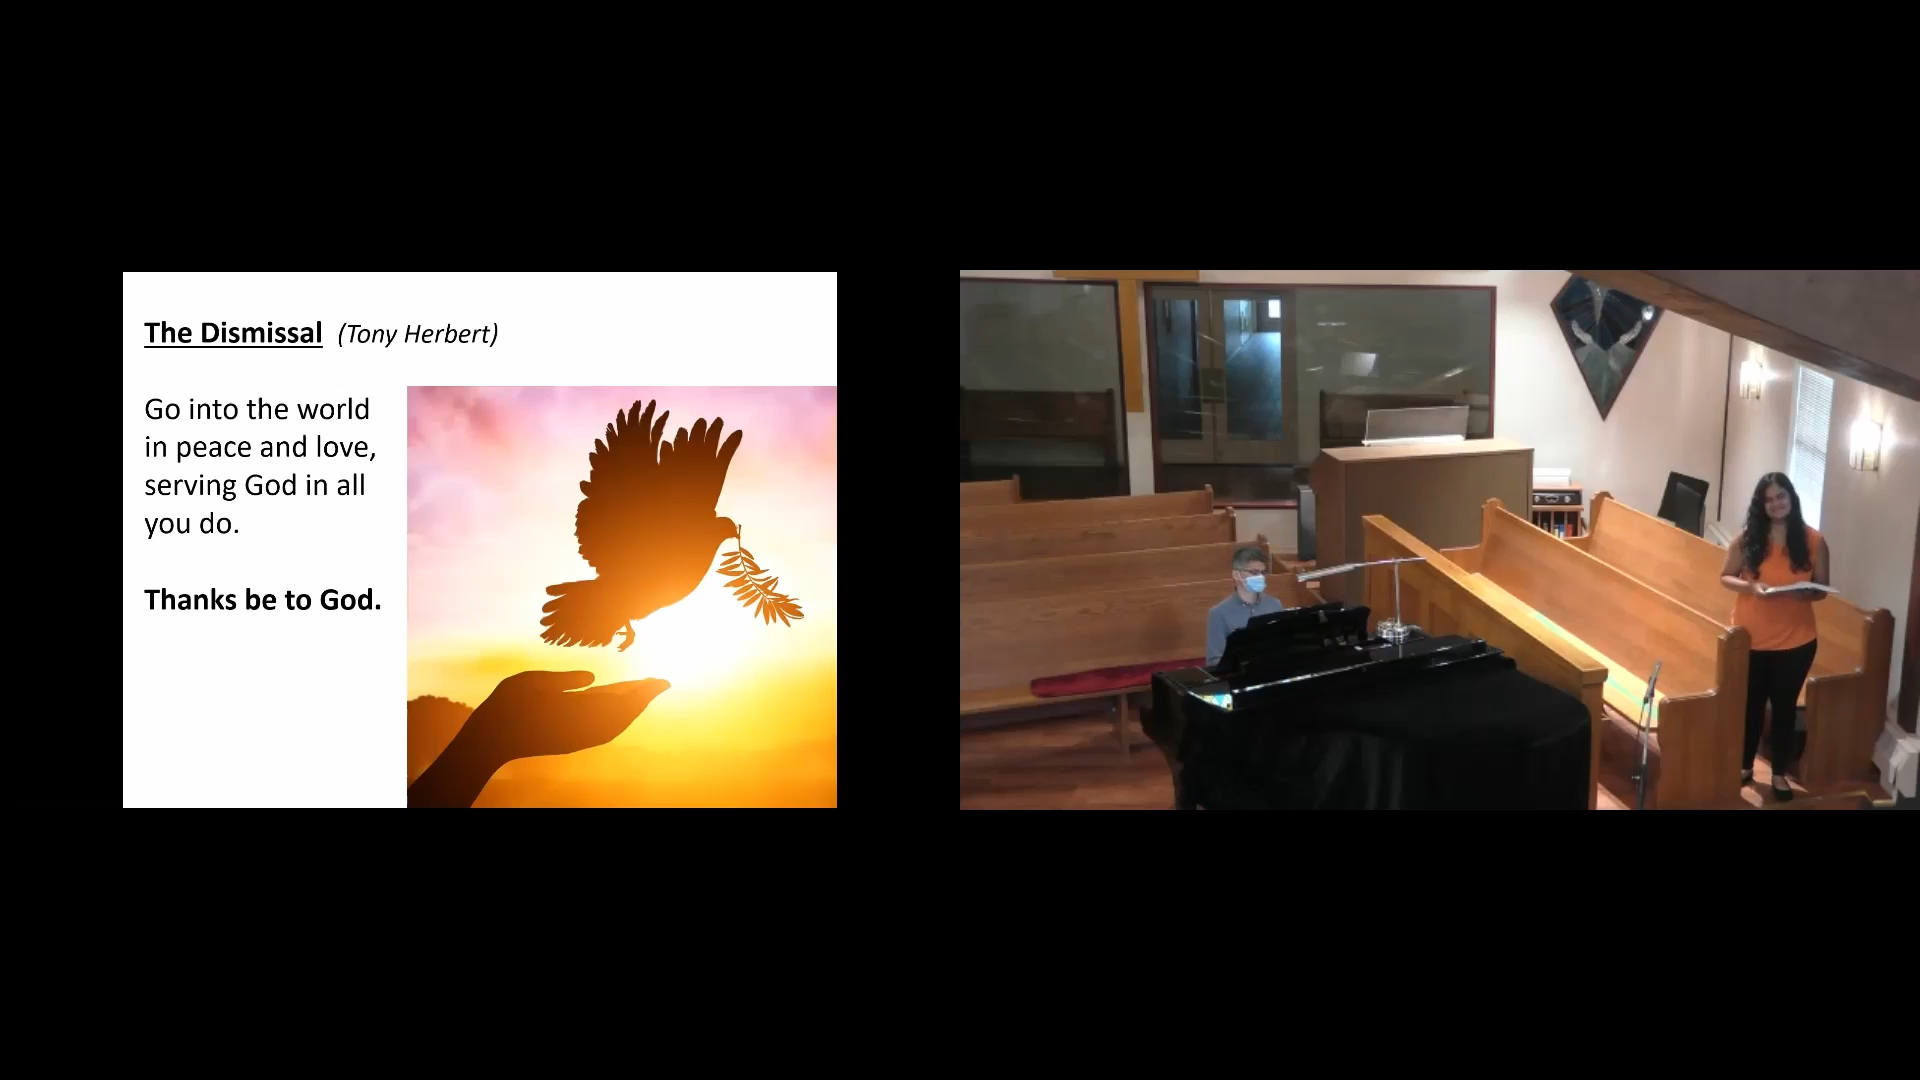 The Dismissal (Tony Herbert)
Go into the world
in peace and love,
serving God in all
you do.
Thanks be to God.